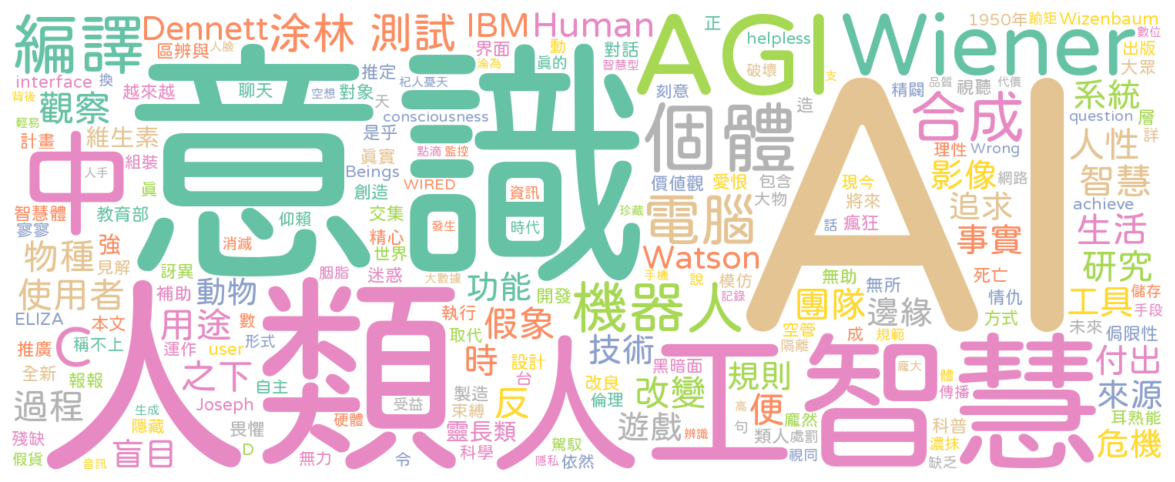 編譯
Dennett
涂林 測試
IBM
Human
AGI
Wiener
正
helpless
1950年
踰矩
Wizenbaum
數位
出版
大眾
區辨與
人臉
界面
動
淪為
真的
對話
智慧型
破壞
interface
換
背後
輕易
觀察
越來越
聊天
推定
對象
空想
杞人憂天
天
consciousness
刻意
造
精闢
品質
視聽
代價
支
系統
question
層
計畫
維生素
是乎
意識
個體
AI
合成
理性
Wrong
人性
詳
中
人手
組裝
眞實
眞
點滴
監控
Beings
創造
WIRED
資訊
價值觀
愛恨
包含
大物
現今
將來
影像
網路
智慧
achieve
智慧體
教育部
仰賴
交集
時代
珍藏
電腦
話
瘋狂
追求
生活
寥寥
強
消滅
精心
發生
世界
Watson
事實
物種
見解
訝異
胭脂
迷惑
大數據
手機
說
模仿
記錄
無助
無所
死亡
研究
使用者
補助
動物
功能
開發
機器人
團隊
邊緣
情仇
方式
工具
儲存
手段
ELIZA
本文
用途
數
執行
假象
取代
技術
空管
隔離
成
規範
未來
侷限性
推廣
C
稱不上
運作
user
形式
人類
時
設計
台
人工智慧
黑暗面
改良
倫理
改變
規則
龐大
體
傳播
付出
來源
全新
報報
之下
自主
Joseph
硬體
受益
製造
束縛
反
便
龐然
高
句
類人
處罰
科普
耳熟能
過程
生成
隱藏
畏懼
靈長類
科學
駕馭
隱私
依然
遊戲
辨識
視同
濃抹
缺乏
危機
殘缺
假貨
音訊
盲目
D
無力
令